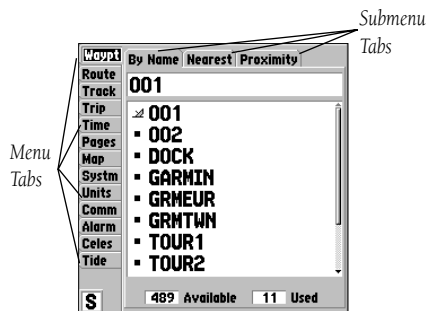 Submenu
Tabs
Menu
Tabs
Waypt
Route
Track
Trip
Time
Pages
Map
Systm
Units
Comm
Alarm
Celes
Tide
S
By Name Nearest Proximity
001
001
002
DOCK
GARMIN
GRMEUR
GRMTWN
TOUR1
TOUR2
489 Available 11 Used